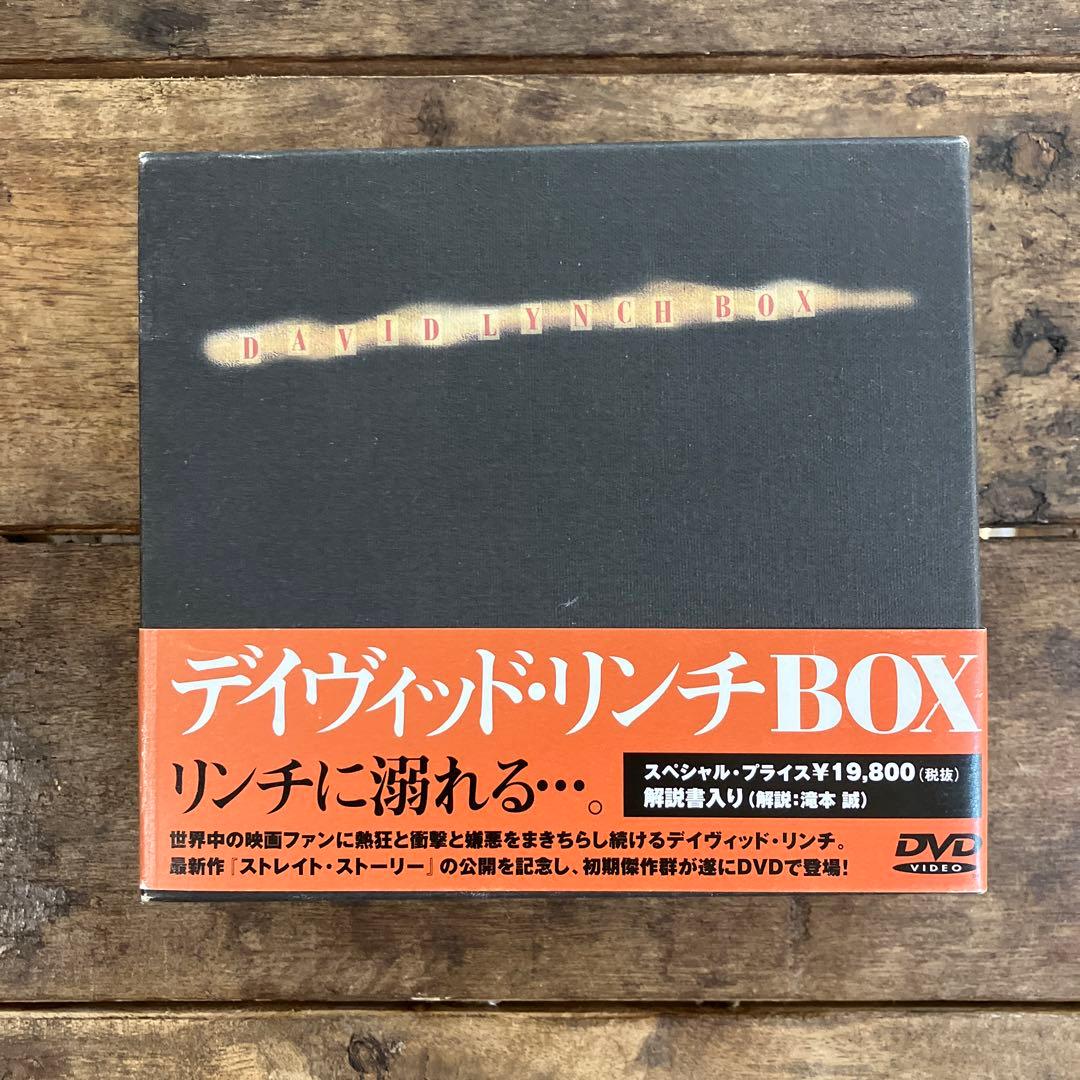 DAVID LYNCH BOX
デイヴィッド・リンチBOX
リンチに溺れる…。
スペシャル・プライス¥19,800(税抜)
解説書入り(解説:滝本 誠)
世界中の映画ファンに熱狂と衝撃と嫌悪をまきちらし続けるデイヴィッド・リンチ。
最新作『ストレイト・ストーリー』の公開を記念し、初期傑作群が遂にDVDで登場!
DVD
VIDEO